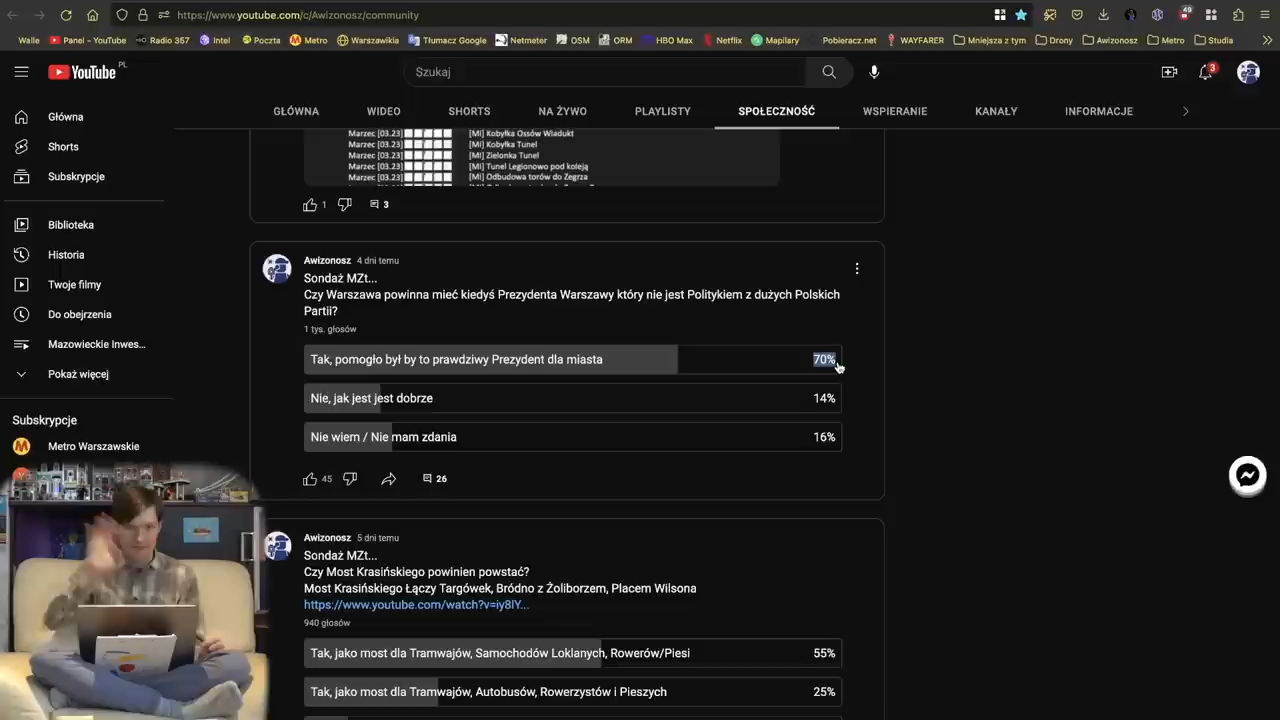 https://www.youtube.com/c/Awizonosz/community
49
Walle
Panel – YouTube
Radio 357
Intel
Poczta
Metro
Warszawikia
Tłumacz Google
Netmeter
OSM
ORM
HBO Max
Netflix
Mapilary
Pobieracz.net
WAYFARER
Mniejsza z tym
Drony
Awizonosz
Metro
Studia
YouTube PL
Szukaj
3
GŁÓWNA
WIDEO
SHORTS
NA ŻYWO
PLAYLISTY
SPOŁECZNOŚĆ
WSPIERANIE
KANAŁY
INFORMACJE
Główna
Shorts
Subskrypcje
Biblioteka
Historia
Twoje filmy
Do obejrzenia
Mazowieckie Inwes...
Pokaż więcej
Subskrypcje
Metro Warszawskie
Marzec [03.23] [MI] Kobyłka Ossów Wiadukt
Marzec [03.23] [MI] Kobyłka Tunel
Marzec [03.23] [MI] Zielonka Tunel
Marzec [03.23] [MI] Tunel Legionowo pod koleją
Marzec [03.23] [MI] Odbudowa torów do Zegrza
1
3
Awizonosz 4 dni temu
Sondaż MZt...
Czy Warszawa powinna mieć kiedyś Prezydenta Warszawy który nie jest Politykiem z dużych Polskich
Partii?
1 tys. głosów
Tak, pomogło był by to prawdziwy Prezydent dla miasta 70%
Nie, jak jest jest dobrze 14%
Nie wiem / Nie mam zdania 16%
45
26
Awizonosz 5 dni temu
Sondaż MZt...
Czy Most Krasińskiego powinien powstać?
Most Krasińskiego Łączy Targówek, Bródno z Żoliborzem, Placem Wilsona
https://www.youtube.com/watch?v=iy8lY...
940 głosów
Tak, jako most dla Tramwajów, Samochodów Loklanych, Rowerów/Piesi 55%
Tak, jako most dla Tramwajów, Autobusów, Rowerzystów i Pieszych 25%